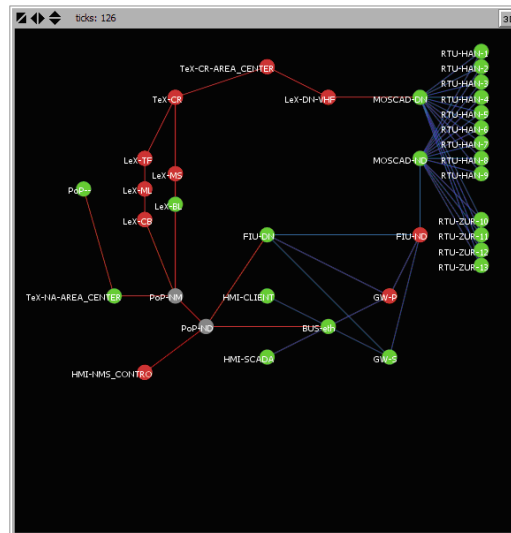 ticks: 126
3D
TeX-CR-AREA_CENTER
TeX-CR
LeX-DN-VHF
MOSCAD-DN
RTU-HAN-1
RTU-HAN-2
RTU-HAN-3
RTU-HAN-4
RTU-HAN-5
RTU-HAN-6
RTU-HAN-7
RTU-HAN-8
RTU-HAN-9
LeX-TF
LeX-MS
MOSCAD-ND
PoP--
LeX-ML
LeX-BL
LeX-CB
FIU-DN
FIU-ND
RTU-ZUR-10
RTU-ZUR-11
RTU-ZUR-12
RTU-ZUR-13
TeX-NA-AREA_CENTER
PoP-NM
HMI-CLIENT
GW-P
PoP-ND
BUS-eth
HMI-SCADA
GW-S
HMI-NMS_CONTRO